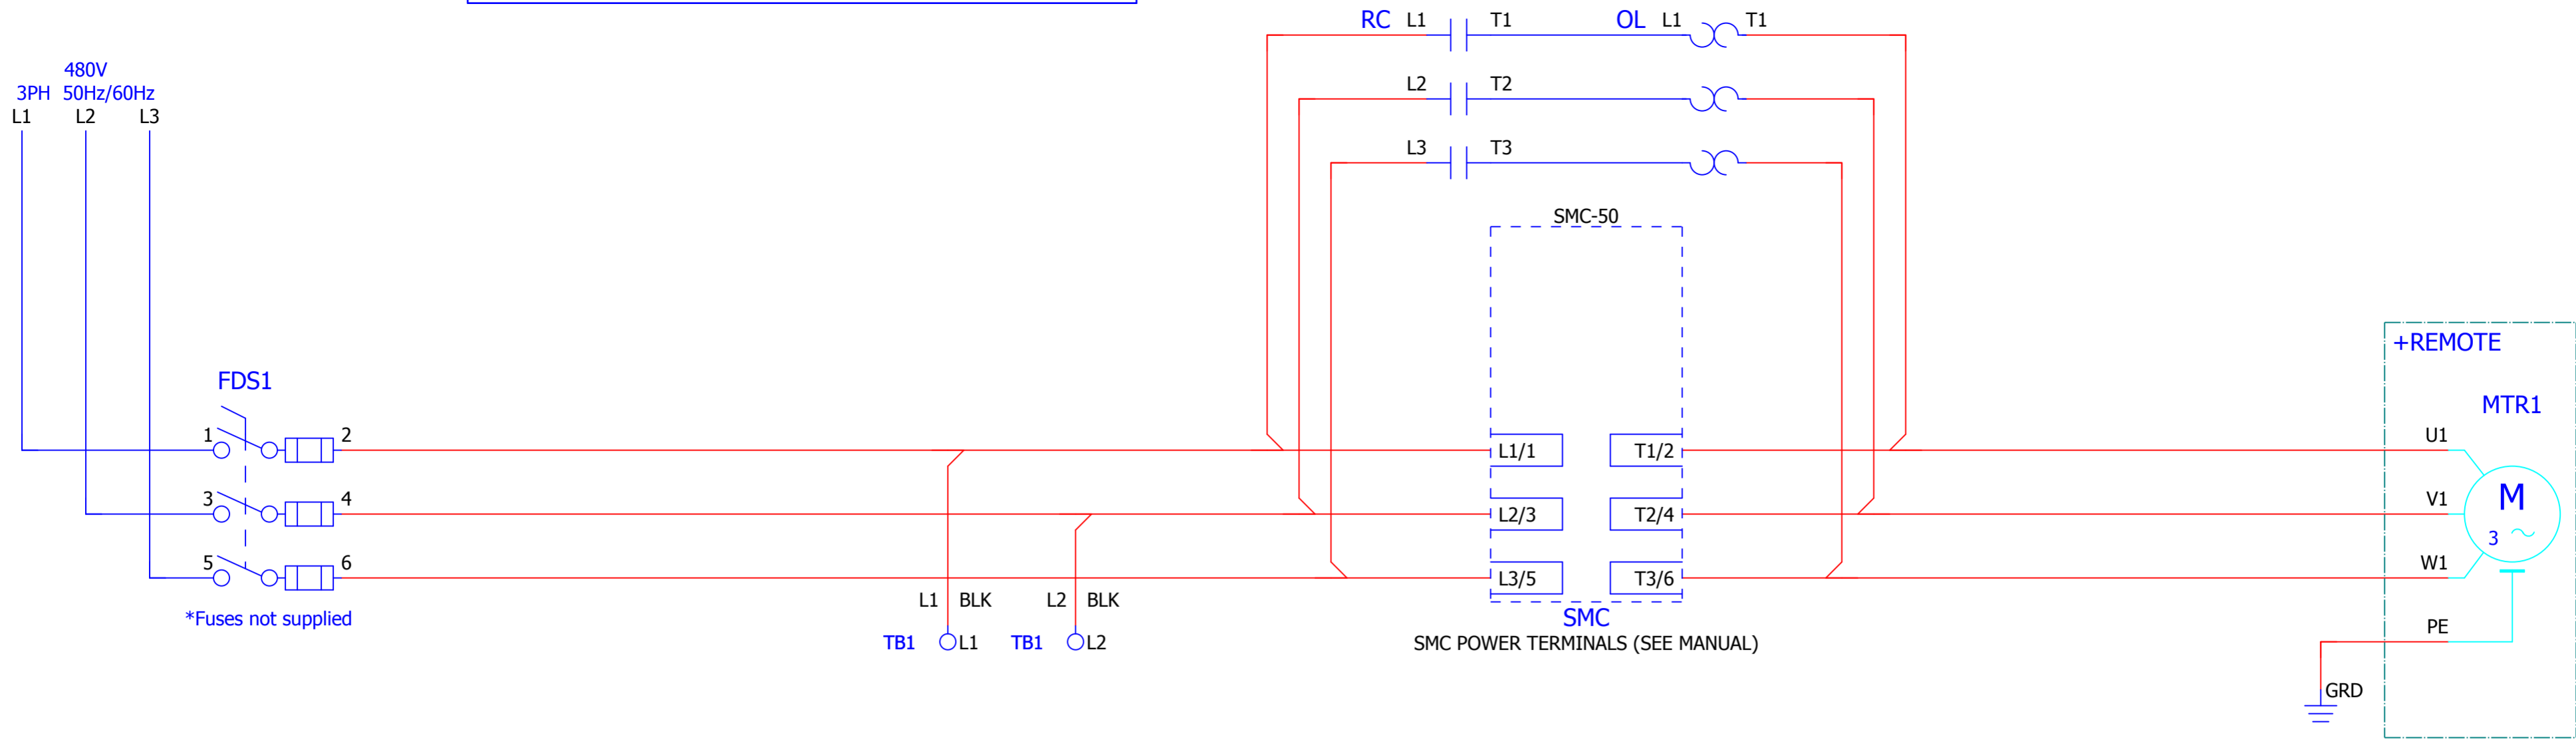 RC L1 T1 OL L1 T1
480V
3PH 50Hz/60Hz
L1 L2 L3
L2 T2
L3 T3
SMC-50
+REMOTE
FDS1
MTR1
1 2
L1/1 T1/2
U1
3 4
L2/3 T2/4
V1
M
3 ~
5 6
L3/5 T3/6
W1
*Fuses not supplied
L1 BLK L2 BLK
SMC
TB1 L1 TB1 L2
SMC POWER TERMINALS (SEE MANUAL)
PE
GRD